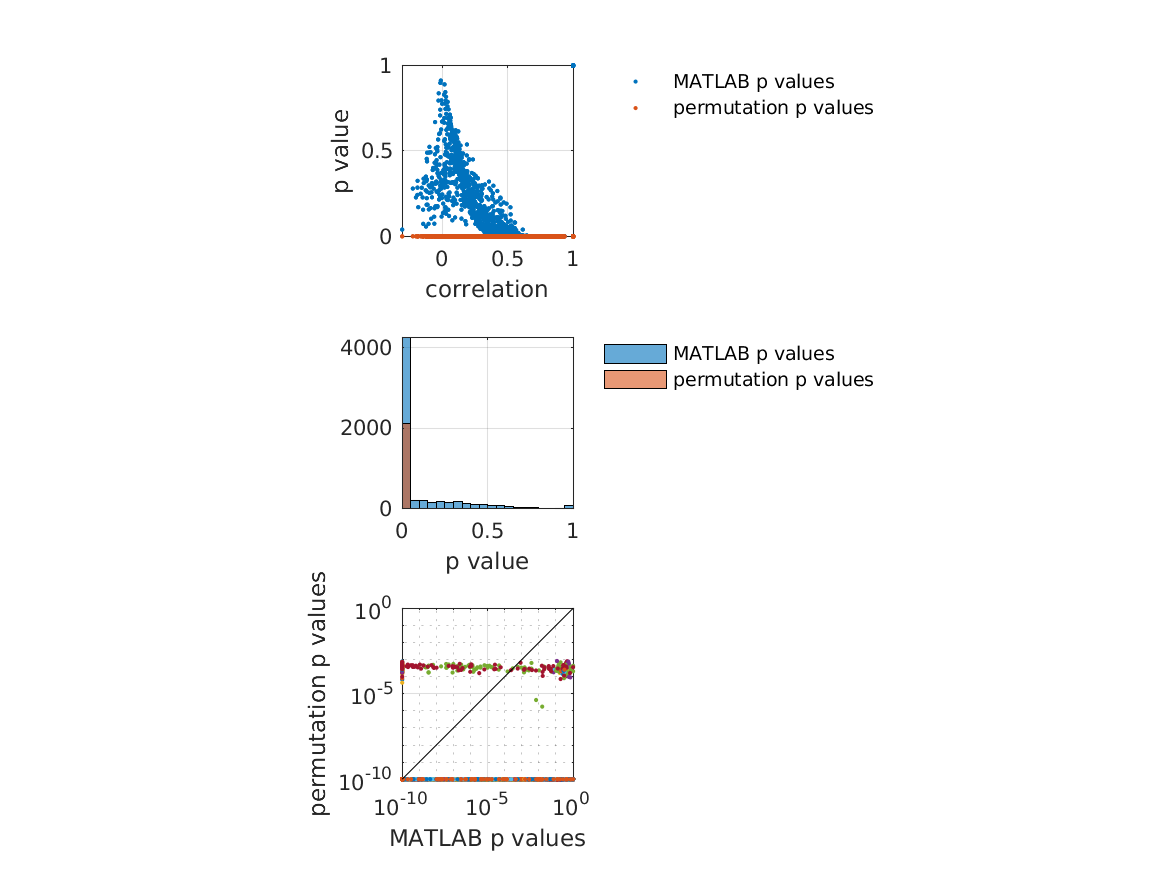 1
0.5
0
p value
0
0.5
1
correlation
MATLAB p values
permutation p values
4000
2000
0
0
0.5
1
p value
MATLAB p values
permutation p values
permutation p values
10^0
10^-5
10^-10
10^-10
10^-5
10^0
MATLAB p values